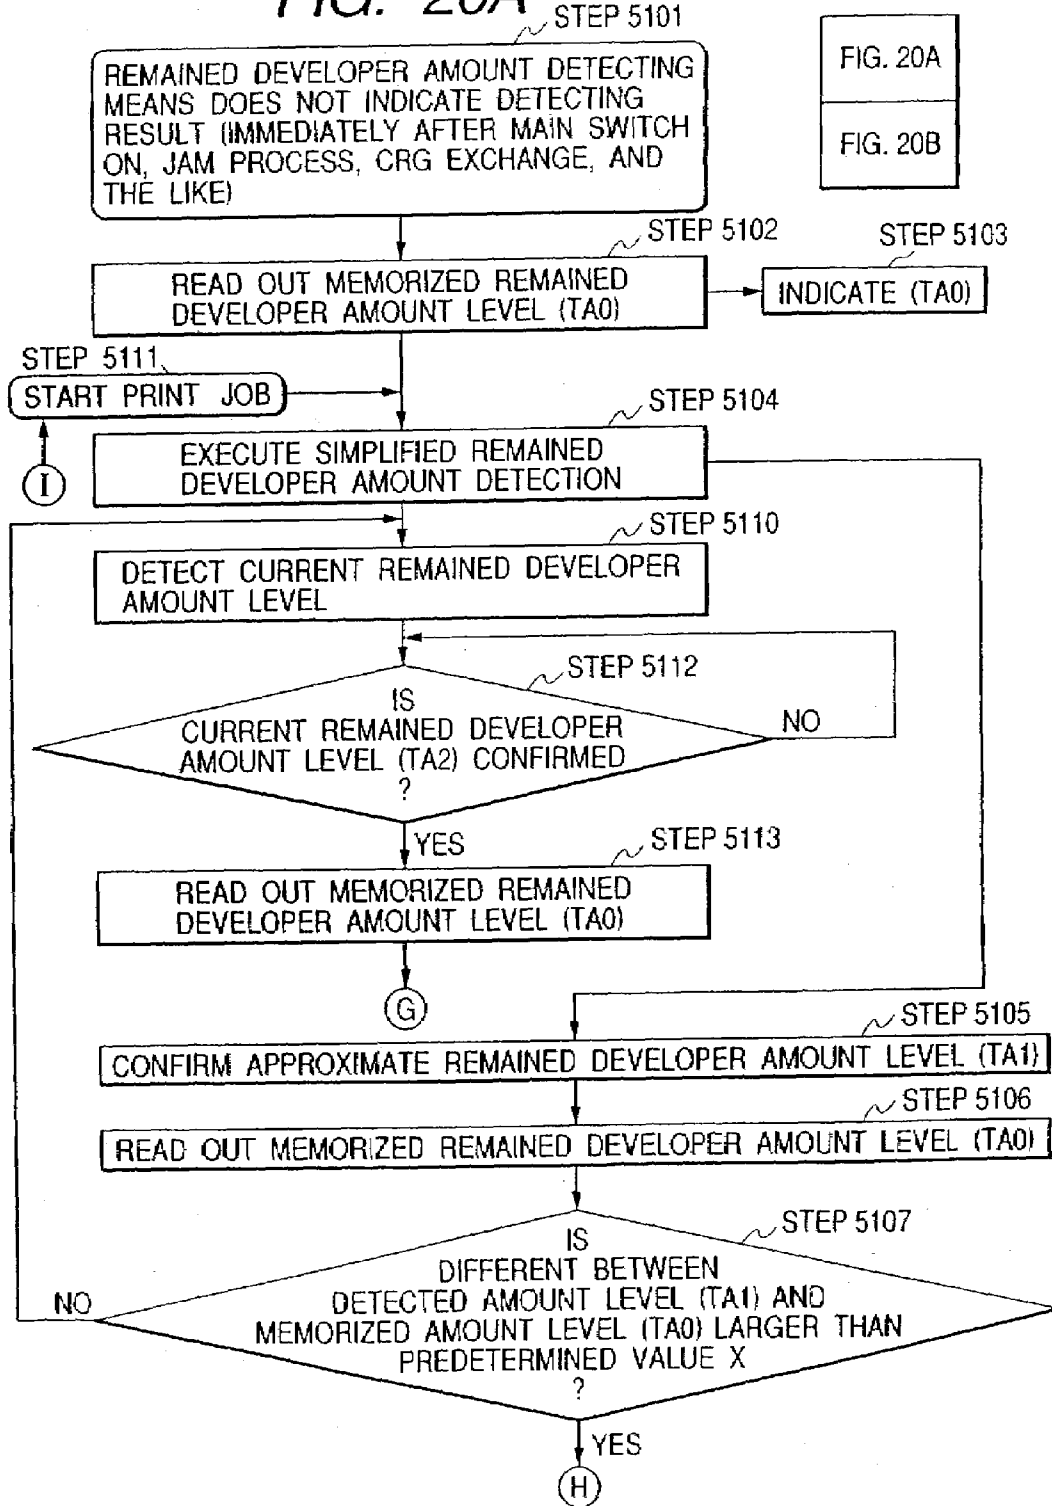 FIG. 20A
STEP 5101
REMAINED DEVELOPER AMOUNT DETECTING
MEANS DOES NOT INDICATE DETECTING
RESULT (IMMEDIATELY AFTER MAIN SWITCH
ON, JAM PROCESS, CRG EXCHANGE, AND
THE LIKE)
FIG. 20A
FIG. 20B
STEP 5102
READ OUT MEMORIZED REMAINED
DEVELOPER AMOUNT LEVEL (TA0)
STEP 5103
INDICATE (TA0)
STEP 5111
START PRINT JOB
I
STEP 5104
EXECUTE SIMPLIFIED REMAINED
DEVELOPER AMOUNT DETECTION
STEP 5110
DETECT CURRENT REMAINED DEVELOPER
AMOUNT LEVEL
STEP 5112
IS
CURRENT REMAINED DEVELOPER
AMOUNT LEVEL (TA2) CONFIRMED
?
NO
YES
STEP 5113
READ OUT MEMORIZED REMAINED
DEVELOPER AMOUNT LEVEL (TA0)
G
STEP 5105
CONFIRM APPROXIMATE REMAINED DEVELOPER AMOUNT LEVEL (TA1)
STEP 5106
READ OUT MEMORIZED REMAINED DEVELOPER AMOUNT LEVEL (TA0)
STEP 5107
IS
DIFFERENT BETWEEN
DETECTED AMOUNT LEVEL (TA1) AND
MEMORIZED AMOUNT LEVEL (TA0) LARGER THAN
PREDETERMINED VALUE X
?
NO
YES
H